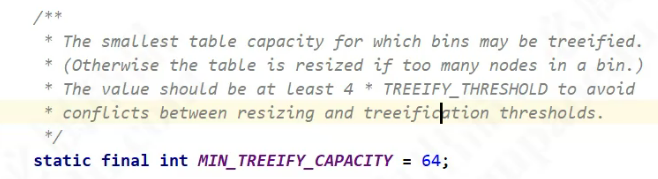 /**
* The smallest table capacity for which bins may be treeified.
* (Otherwise the table is resized if too many nodes in a bin.)
* The value should be at least 4 * TREEIFY_THRESHOLD to avoid
* conflicts between resizing and treeification thresholds.
*/
static final int MIN_TREEIFY_CAPACITY = 64;